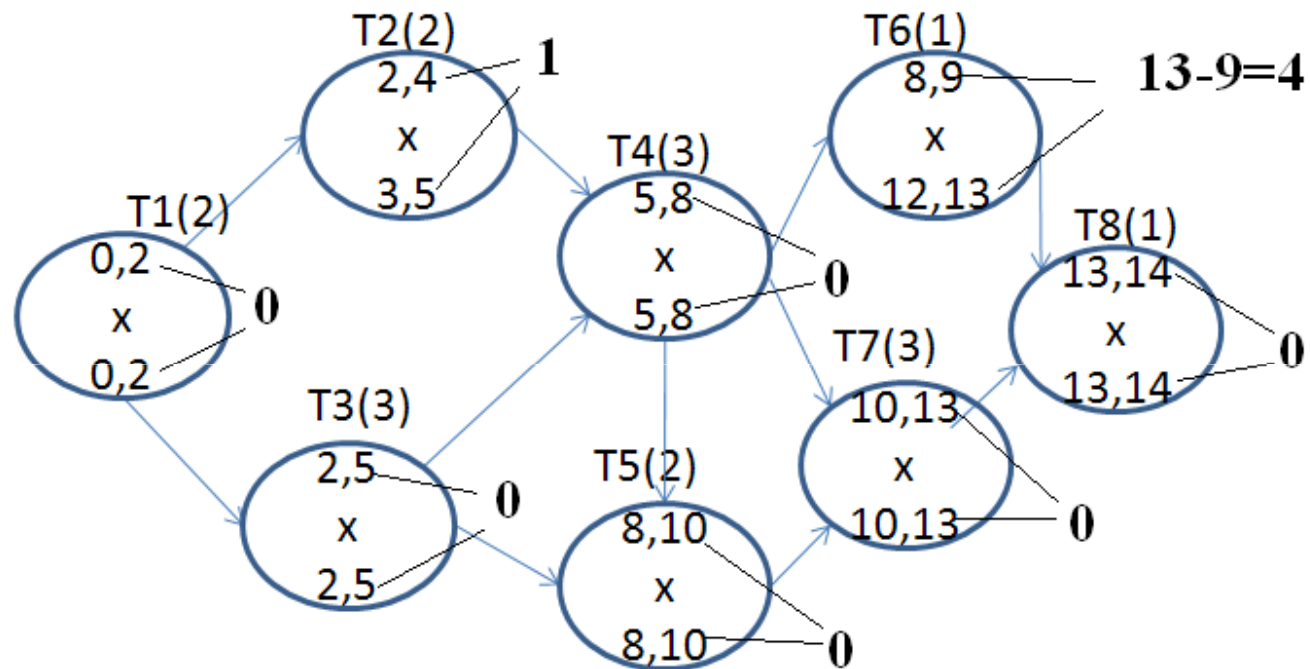 T2(2)
2,4
x
3,5
1
T6(1)
8,9
x
12,13
13-9=4
T1(2)
0,2
x
0,2
0
T4(3)
5,8
x
5,8
0
T8(1)
13,14
x
13,14
0
T3(3)
2,5
x
2,5
0
T5(2)
8,10
x
8,10
0
T7(3)
10,13
x
10,13
0